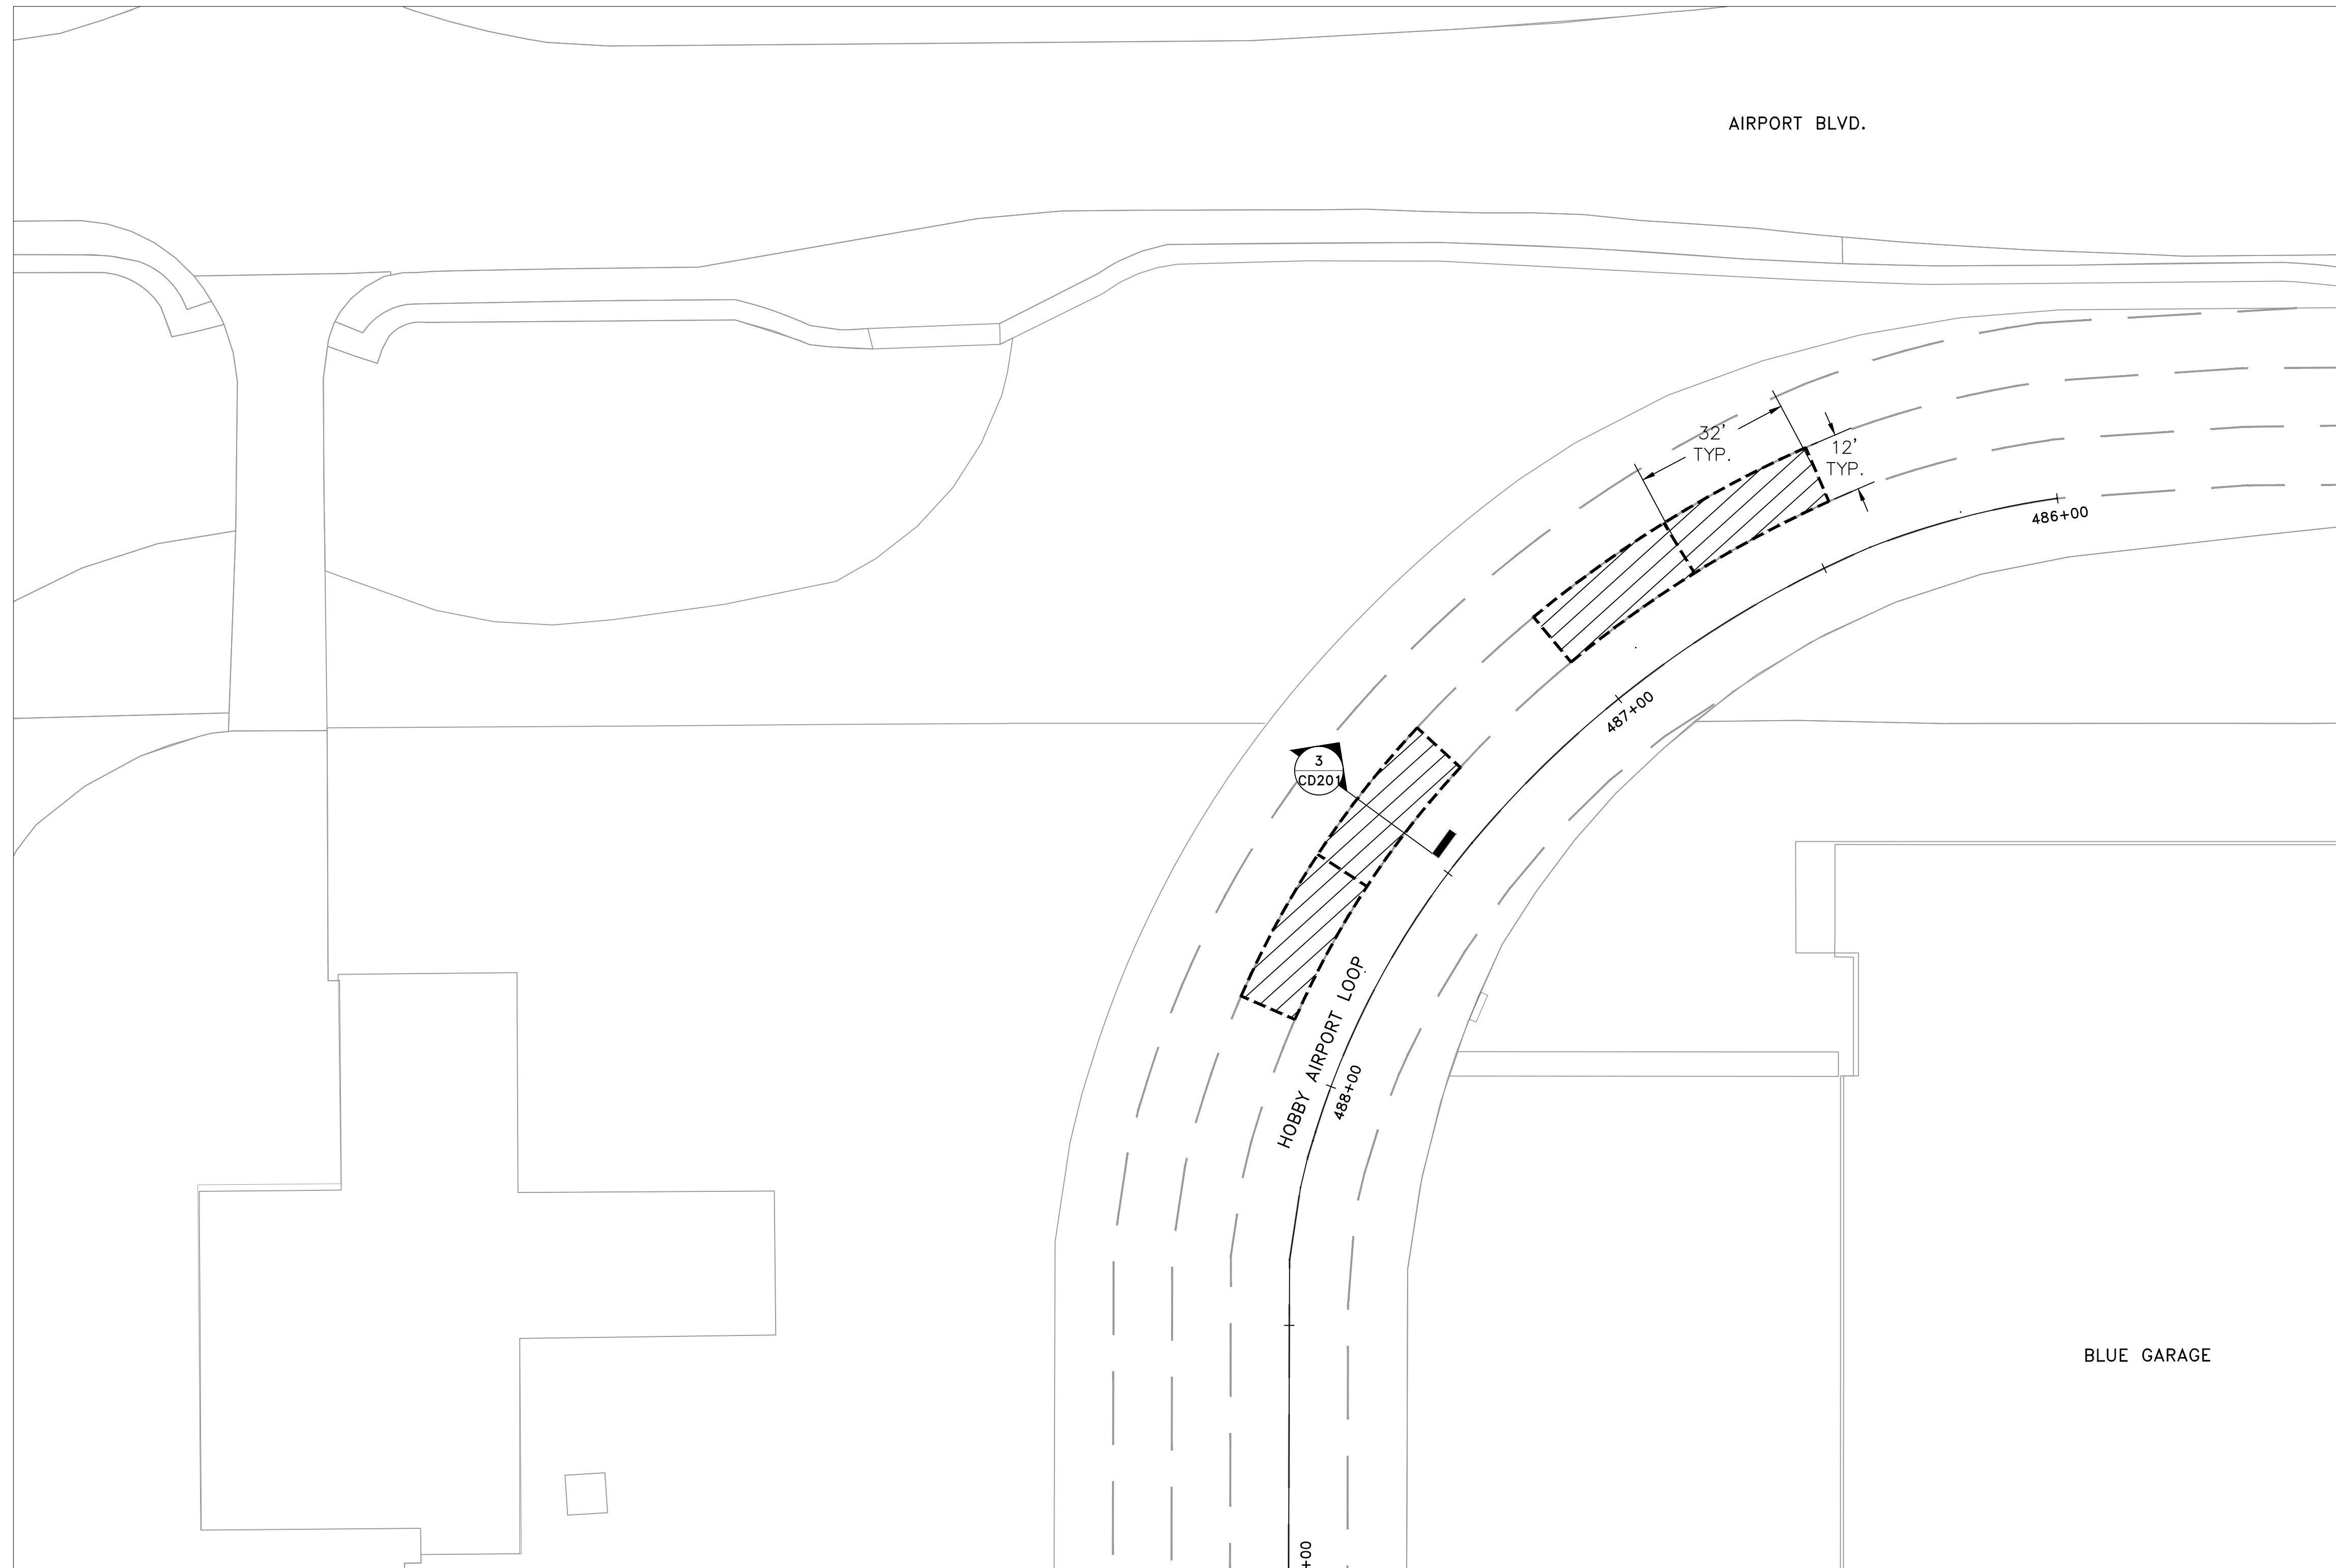 AIRPORT BLVD.
32'
TYP.
12'
TYP.
486+00
487+00
3
CD201
HOBBY AIRPORT LOOP
488+00
BLUE GARAGE
+00